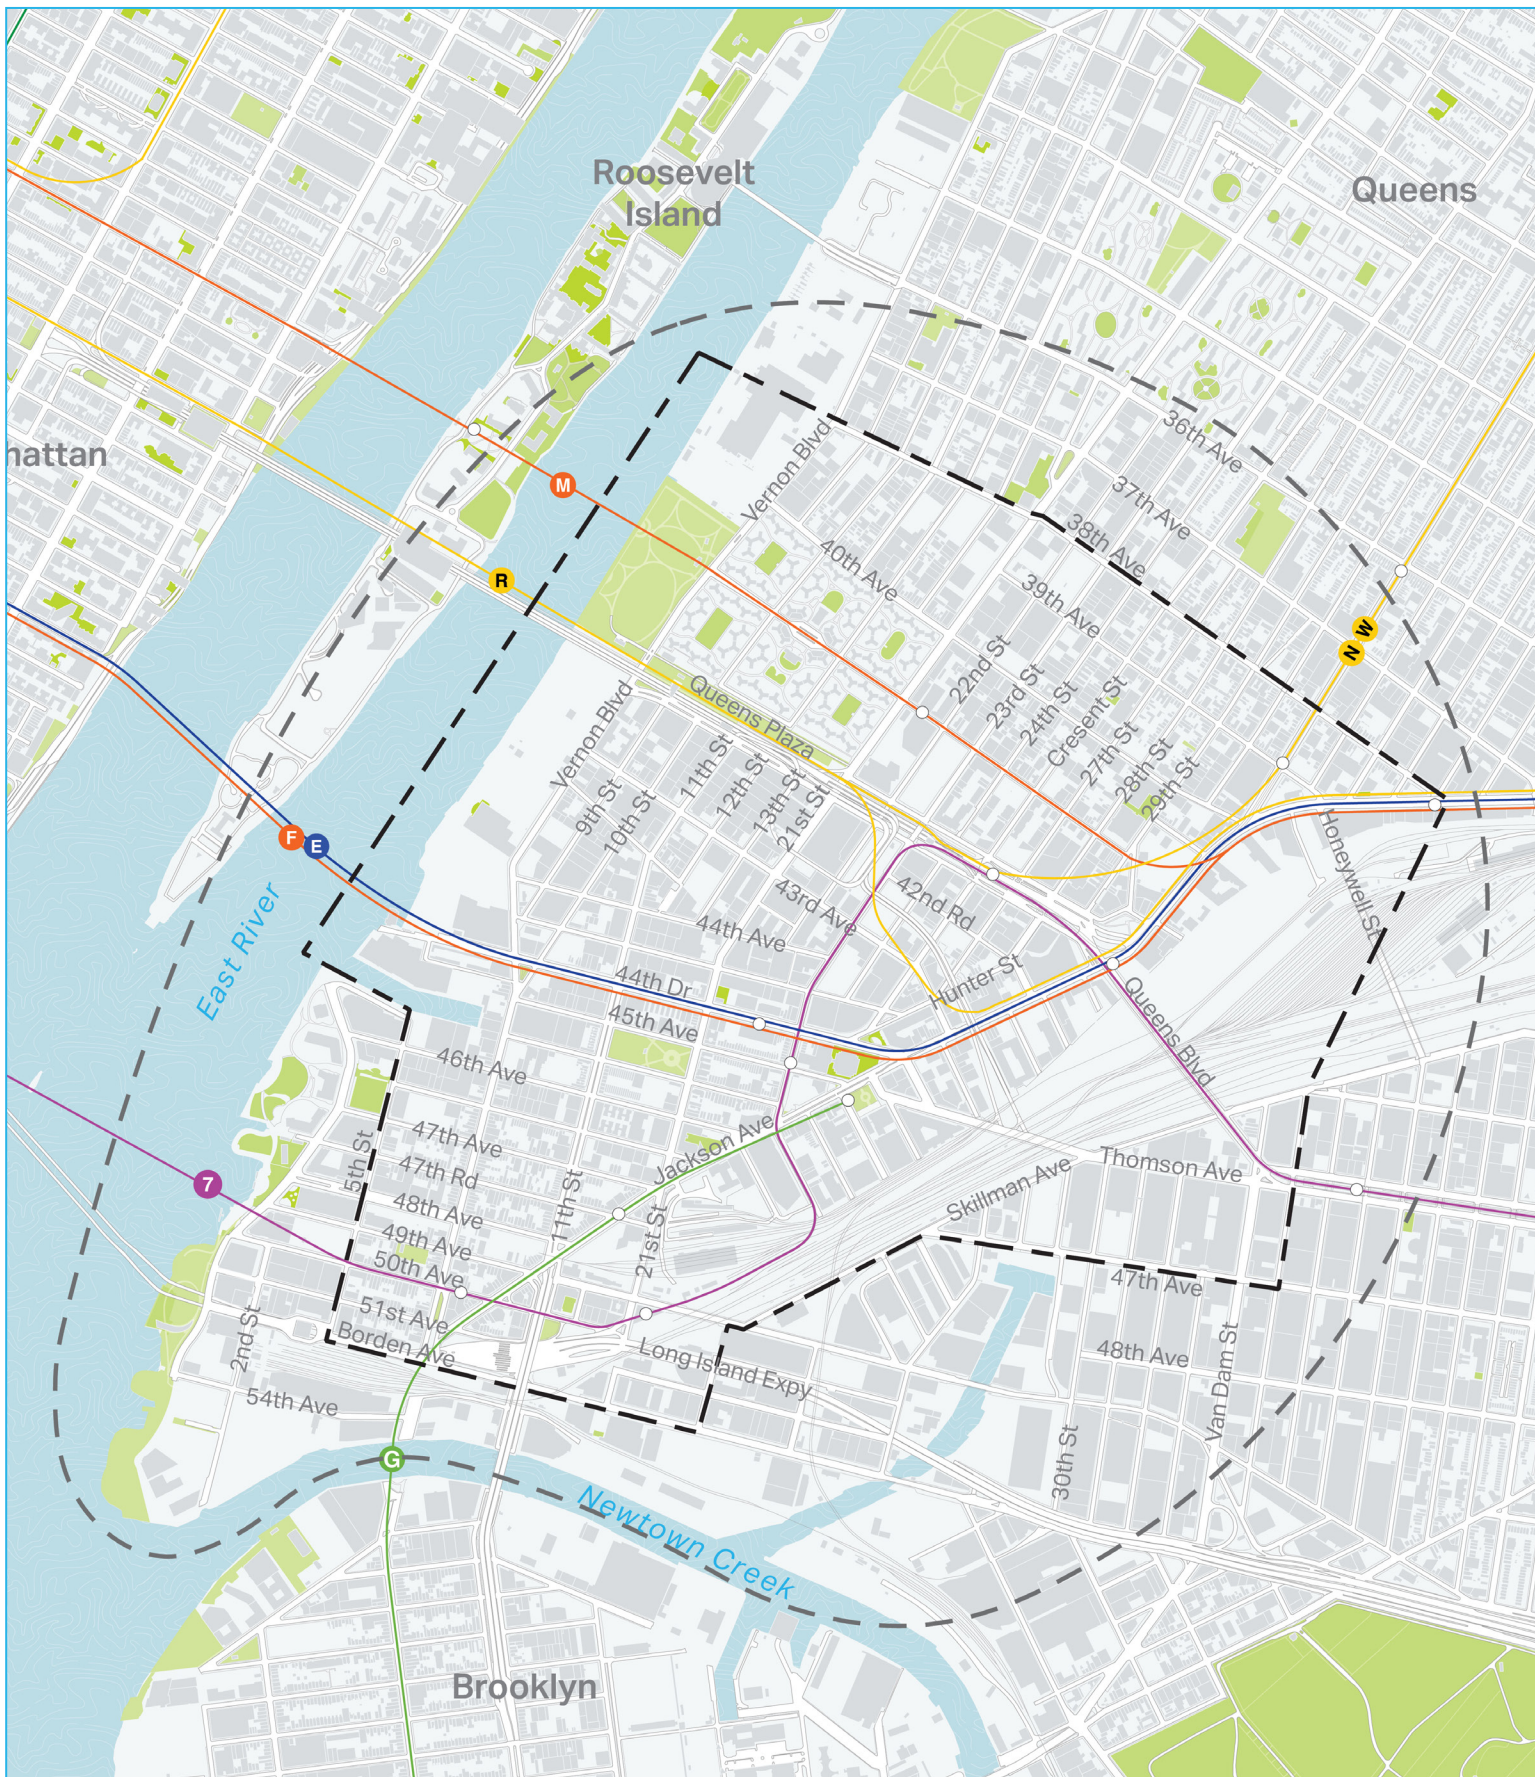 Roosevelt
Island
Queens
hattan
36th Ave
Vernon Blvd
37th Ave
M
38th Ave
40th Ave
R
39th Ave
N W
22nd St
23rd St
24th St
Cresent St
27th St
28th St
29th St
Queens Plaza
Vernon Blvd
9th St
10th St
11th St
12th St
13th St
21st St
F E
Honeywell St
East River
43rd Ave
42nd Rd
44th Ave
44th Dr
Hunter St
45th Ave
Queens Blvd
46th Ave
47th Ave
Jackson Ave
5th St
47th Rd
Thomson Ave
7
Skillman Ave
48th Ave
11th St
21st St
49th Ave
50th Ave
47th Ave
51st Ave
2nd St
Borden Ave
Long Island Expy
48th Ave
Van Dam St
54th Ave
30th St
G
Newtown Creek
Brooklyn